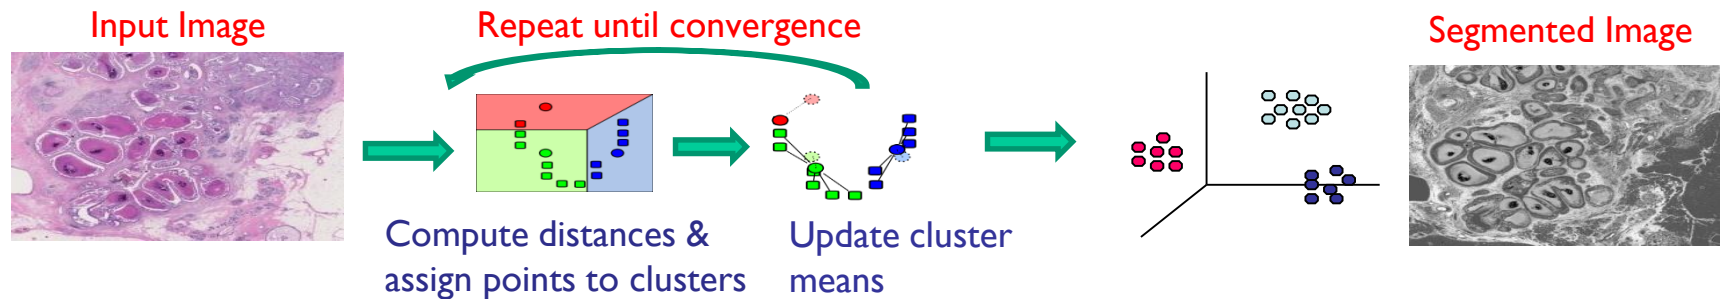 Input Image
Repeat until convergence
Segmented Image
Compute distances &
assign points to clusters
Update cluster
means